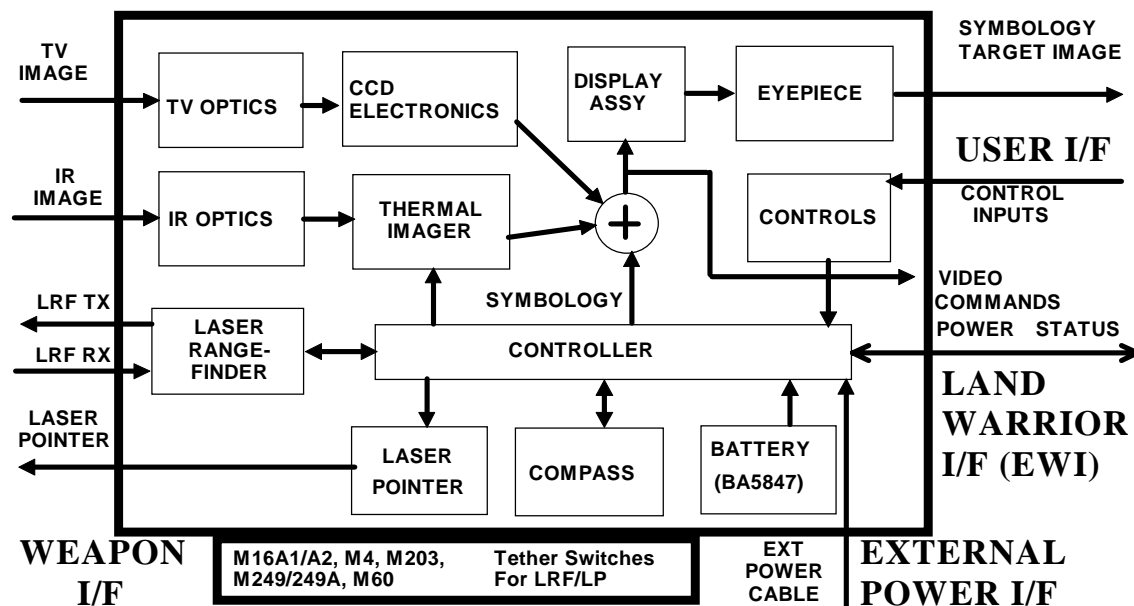 TV
IMAGE
TV OPTICS
CCD
ELECTRONICS
DISPLAY
ASSY
EYEPIECE
SYMBOLOGY
TARGET IMAGE
USER I/F
CONTROL
INPUTS
IR
IMAGE
IR OPTICS
THERMAL
IMAGER
+
CONTROLS
SYMBOLOGY
VIDEO
COMMANDS
POWER STATUS
LRF TX
LRF RX
LASER
RANGE-
FINDER
CONTROLLER
LAND
WARRIOR
I/F (EWI)
LASER
POINTER
LASER
POINTER
COMPASS
BATTERY
(BA5847)
WEAPON
I/F
M16A1/A2, M4, M203,
M249/249A, M60
Tether Switches
For LRF/LP
EXT
POWER
CABLE
EXTERNAL
POWER I/F